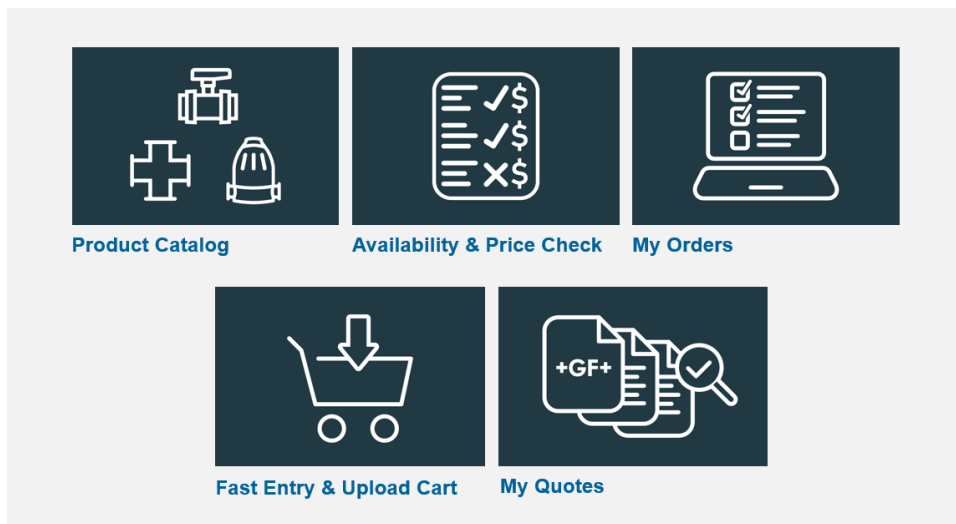 $
$
$
Product Catalog
Availability & Price Check
My Orders
+GF+
Fast Entry & Upload Cart
My Quotes